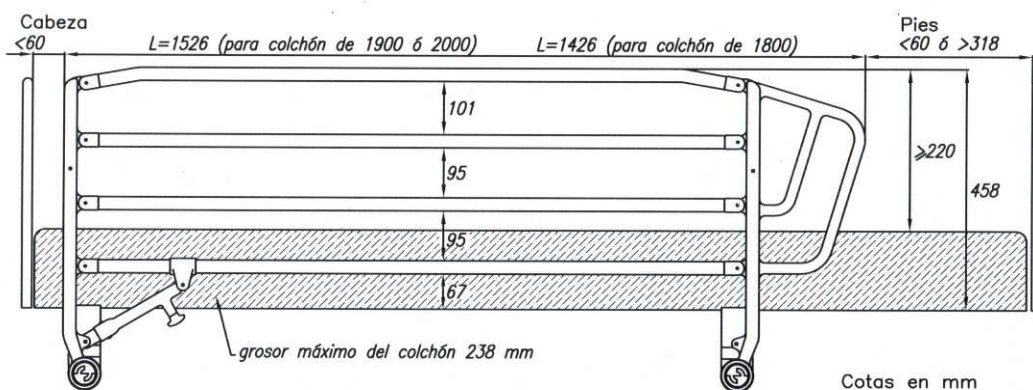 Cabeza
<60
L=1526 (para colchón de 1900 ó 2000)
L=1426 (para colchón de 1800)
Pies
<60 ó >318
101
95
⩾220
458
95
67
grosor máximo del colchón 238 mm
Cotas en mm